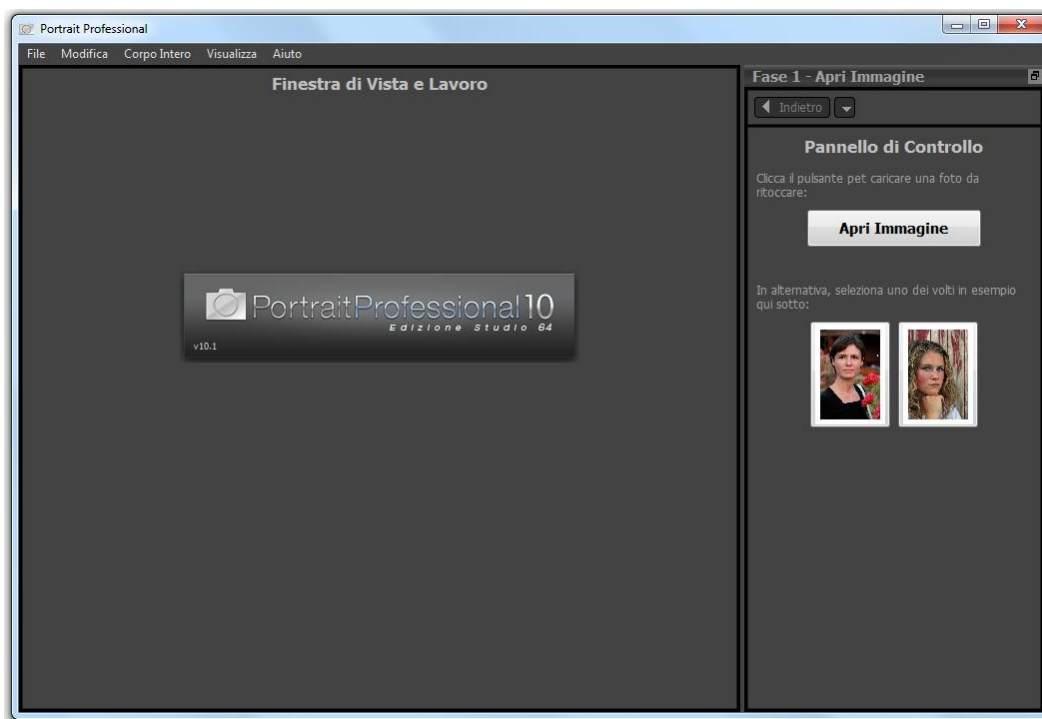 Portrait Professional
File Modifica Corpo Intero Visualizza Aiuto
Finestra di Vista e Lavoro
PortraitProfessional10
Edizione Studio 64
v10.1
Fase 1 - Apri Immagine
Indietro
Pannello di Controllo
Clicca il pulsante pet caricare una foto da
ritoccare:
Apri Immagine
In alternativa, seleziona uno dei volti in esempio
qui sotto: